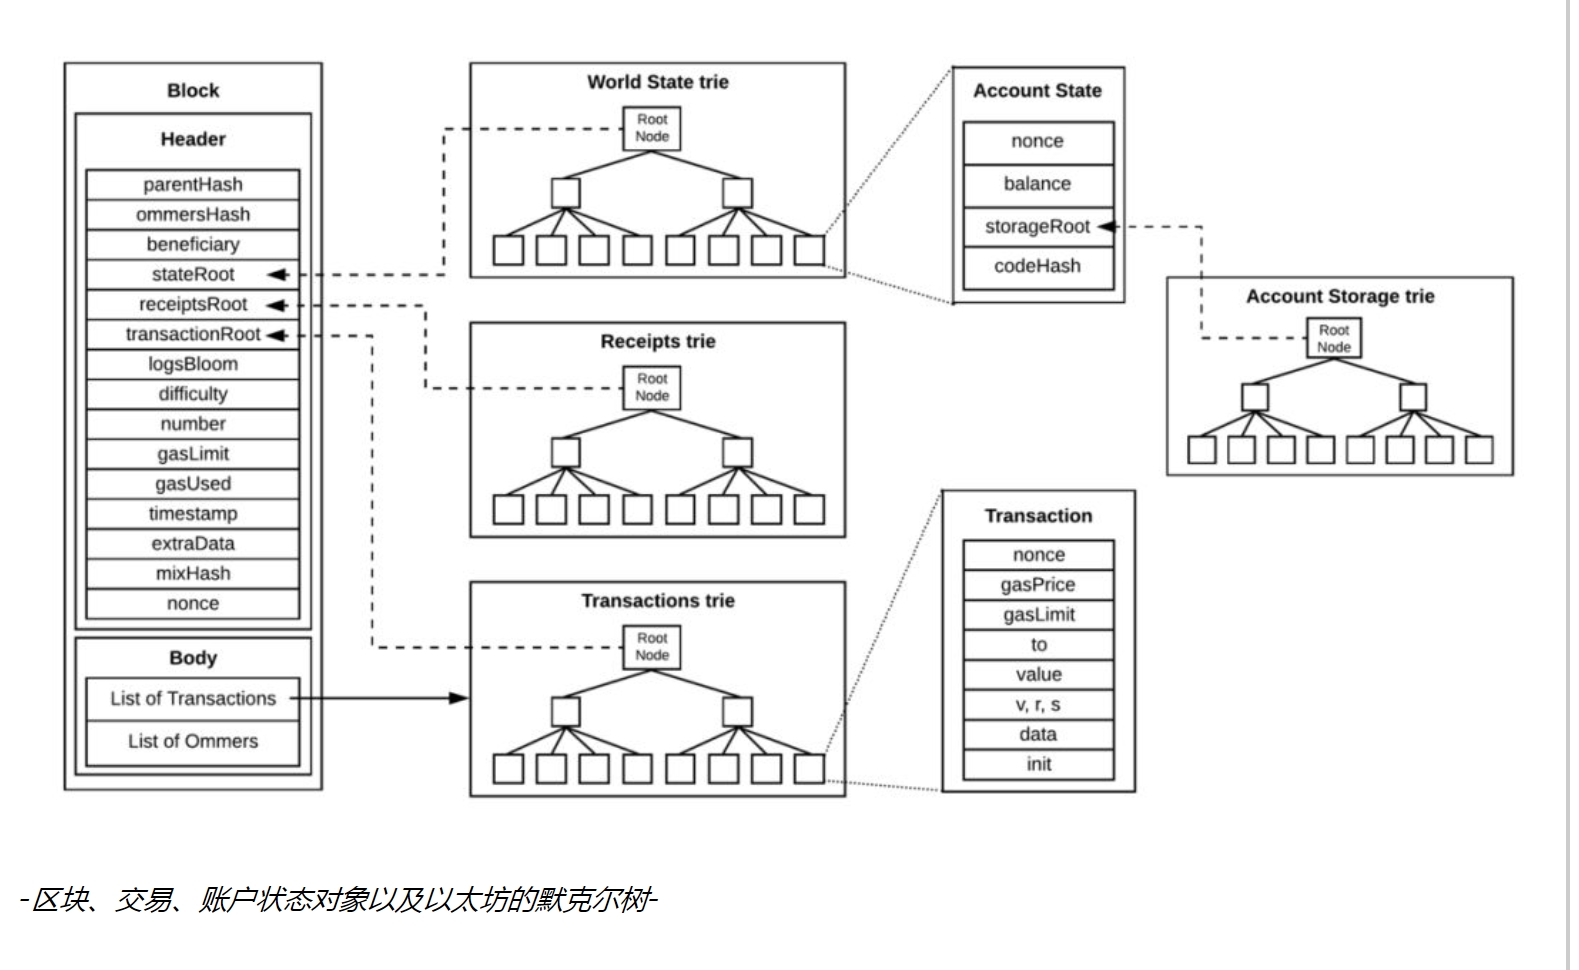 Block
Header
parentHash
ommersHash
beneficiary
stateRoot
receiptsRoot
transactionRoot
logsBloom
difficulty
number
gasLimit
gasUsed
timestamp
extraData
mixHash
nonce
Body
List of Transactions
List of Ommers
World State trie
Root
Node
Receipts trie
Root
Node
Transactions trie
Root
Node
Account State
nonce
balance
storageRoot
codeHash
Account Storage trie
Root
Node
Transaction
nonce
gasPrice
gasLimit
to
value
v, r, s
data
init
-区块、交易、账户状态对象以及以太坊的默克尔树-